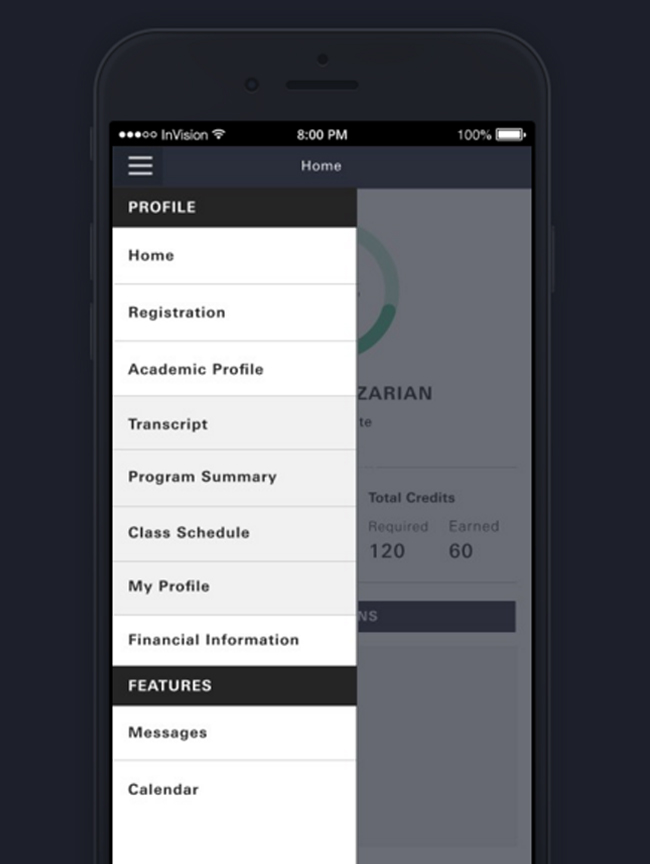 InVision 8:00 PM 100%
Home
PROFILE
Home
Registration
Academic Profile
Transcript
Program Summary
Class Schedule
My Profile
Financial Information
FEATURES
Messages
Calendar
ZARIAN
te
Total Credits
Required Earned
120 60
NS